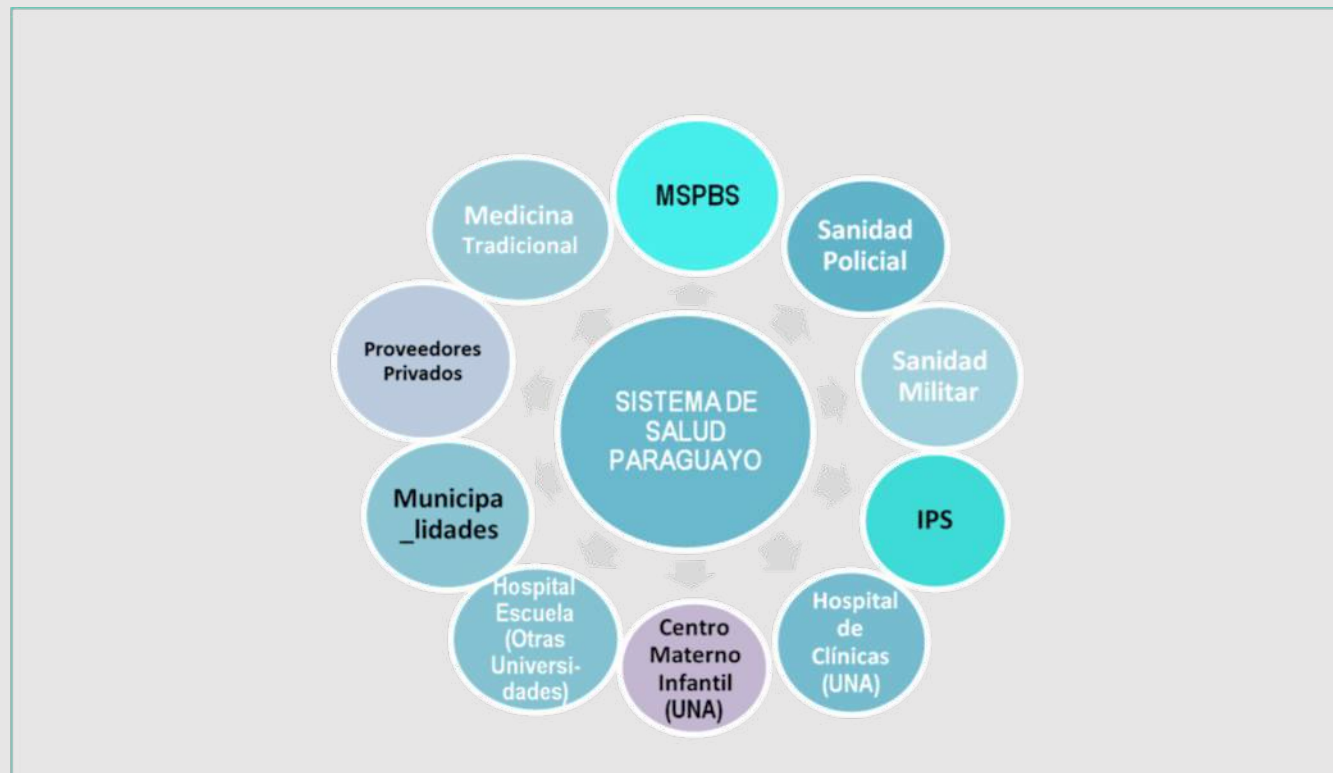 SISTEMA DE
SALUD
PARAGUAYO
MSPBS
Sanidad
Policial
Sanidad
Militar
IPS
Hospital
de
Clínicas
(UNA)
Centro
Materno
Infantil
(UNA)
Hospital
Escuela
(Otras
Universi-
dades)
Municipa
_lidades
Proveedores
Privados
Medicina
Tradicional